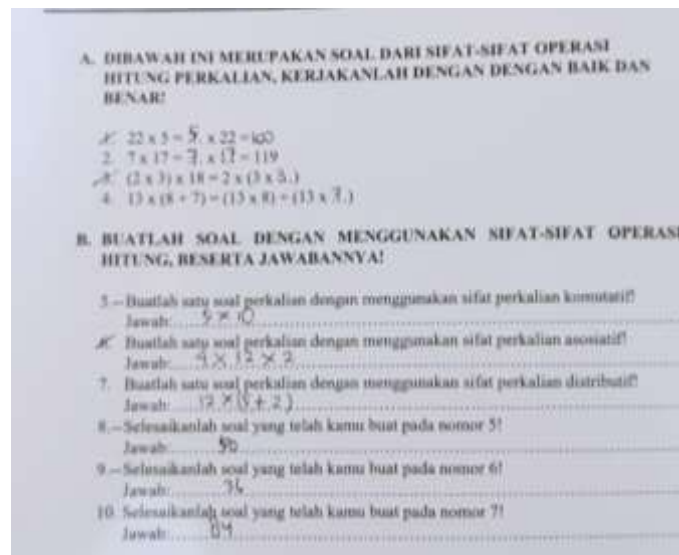 A. DIBAWAH INI MERUPAKAN SOAL DARI SIFAT-SIFAT OPERASI
HITUNG PERKALIAN, KERJAKANLAH DENGAN DENGAN BAIK DAN
BENAR!
22 x 5 = 5. x 22 = 100
2. 7 x 17 = 7. x 17 = 119
(2 x 3) x 18 = 2 x (3 x
4. 13 x (8 + 7) = (13 x 8) + (13 x 7.)
B. BUATLAH SOAL DENGAN MENGGUNAKAN SIFAT-SIFAT OPERASI
HITUNG, BESERTA JAWABANNYA!
5. Buatlah satu soal perkalian dengan menggunakan sifat perkalian komutatif!
Jawab: 5 x 10
Buatlah satu soal perkalian dengan menggunakan sifat perkalian asosiatif!
Jawab: 4 x 12 x 2
7. Buatlah satu soal perkalian dengan menggunakan sifat perkalian distributif!
Jawab: 12 x (5 + 2)
8. Selesaikanlah soal yang telah kamu buat pada nomor 5!
Jawab: 50
9. Selesaikanlah soal yang telah kamu buat pada nomor 6!
Jawab: 36
10. Selesaikanlah soal yang telah kamu buat pada nomor 7!
Jawab: